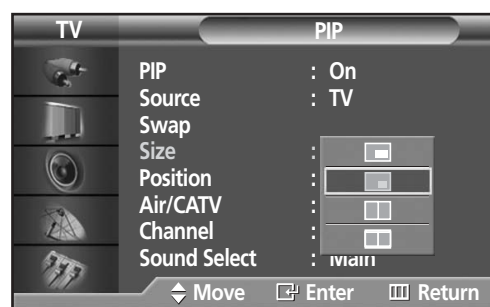 TV PIP
PIP : On
Source : TV
Swap
Size :
Position :
Air/CATV :
Channel :
Sound Select : Main
Move Enter Return